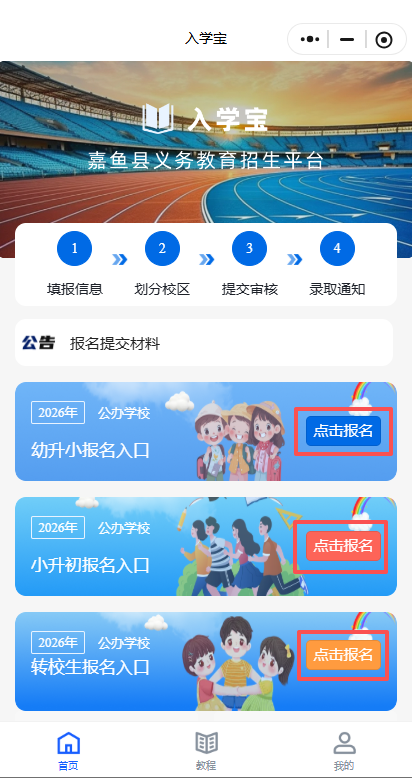 入学宝
入学宝
嘉鱼县义务教育招生平台
1 2 3 4
填报信息 划分校区 提交审核 录取通知
公告 报名提交材料
2026年 公办学校
点击报名
幼升小报名入口
2026年 公办学校
点击报名
小升初报名入口
2026年 公办学校
点击报名
转校生报名入口
首页 教程 我的